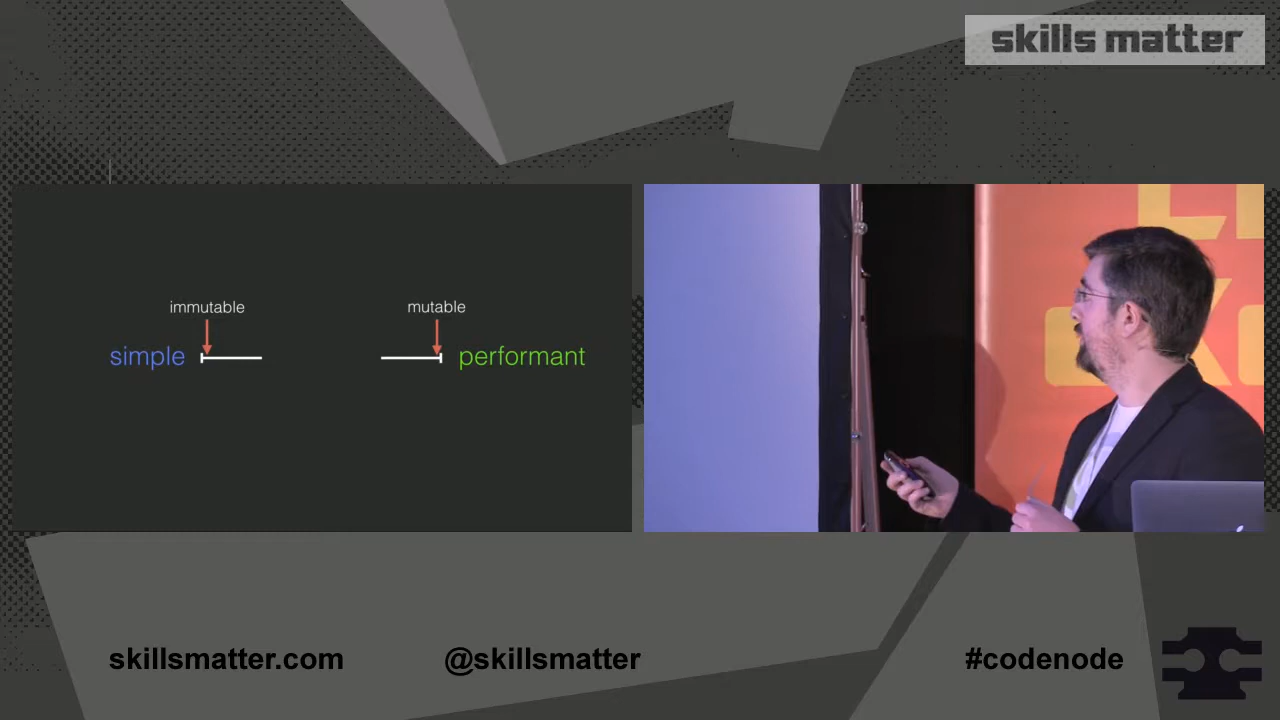 skills matter
immutable
mutable
simple
performant
skillsmatter.com
@skillsmatter
#codenode